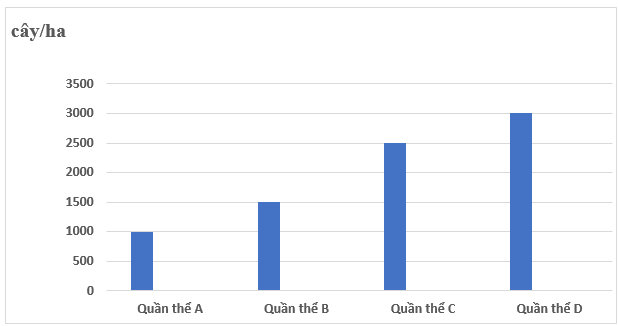 cây/ha
3500
3000
2500
2000
1500
1000
500
0
Quần thể A
Quần thể B
Quần thể C
Quần thể D